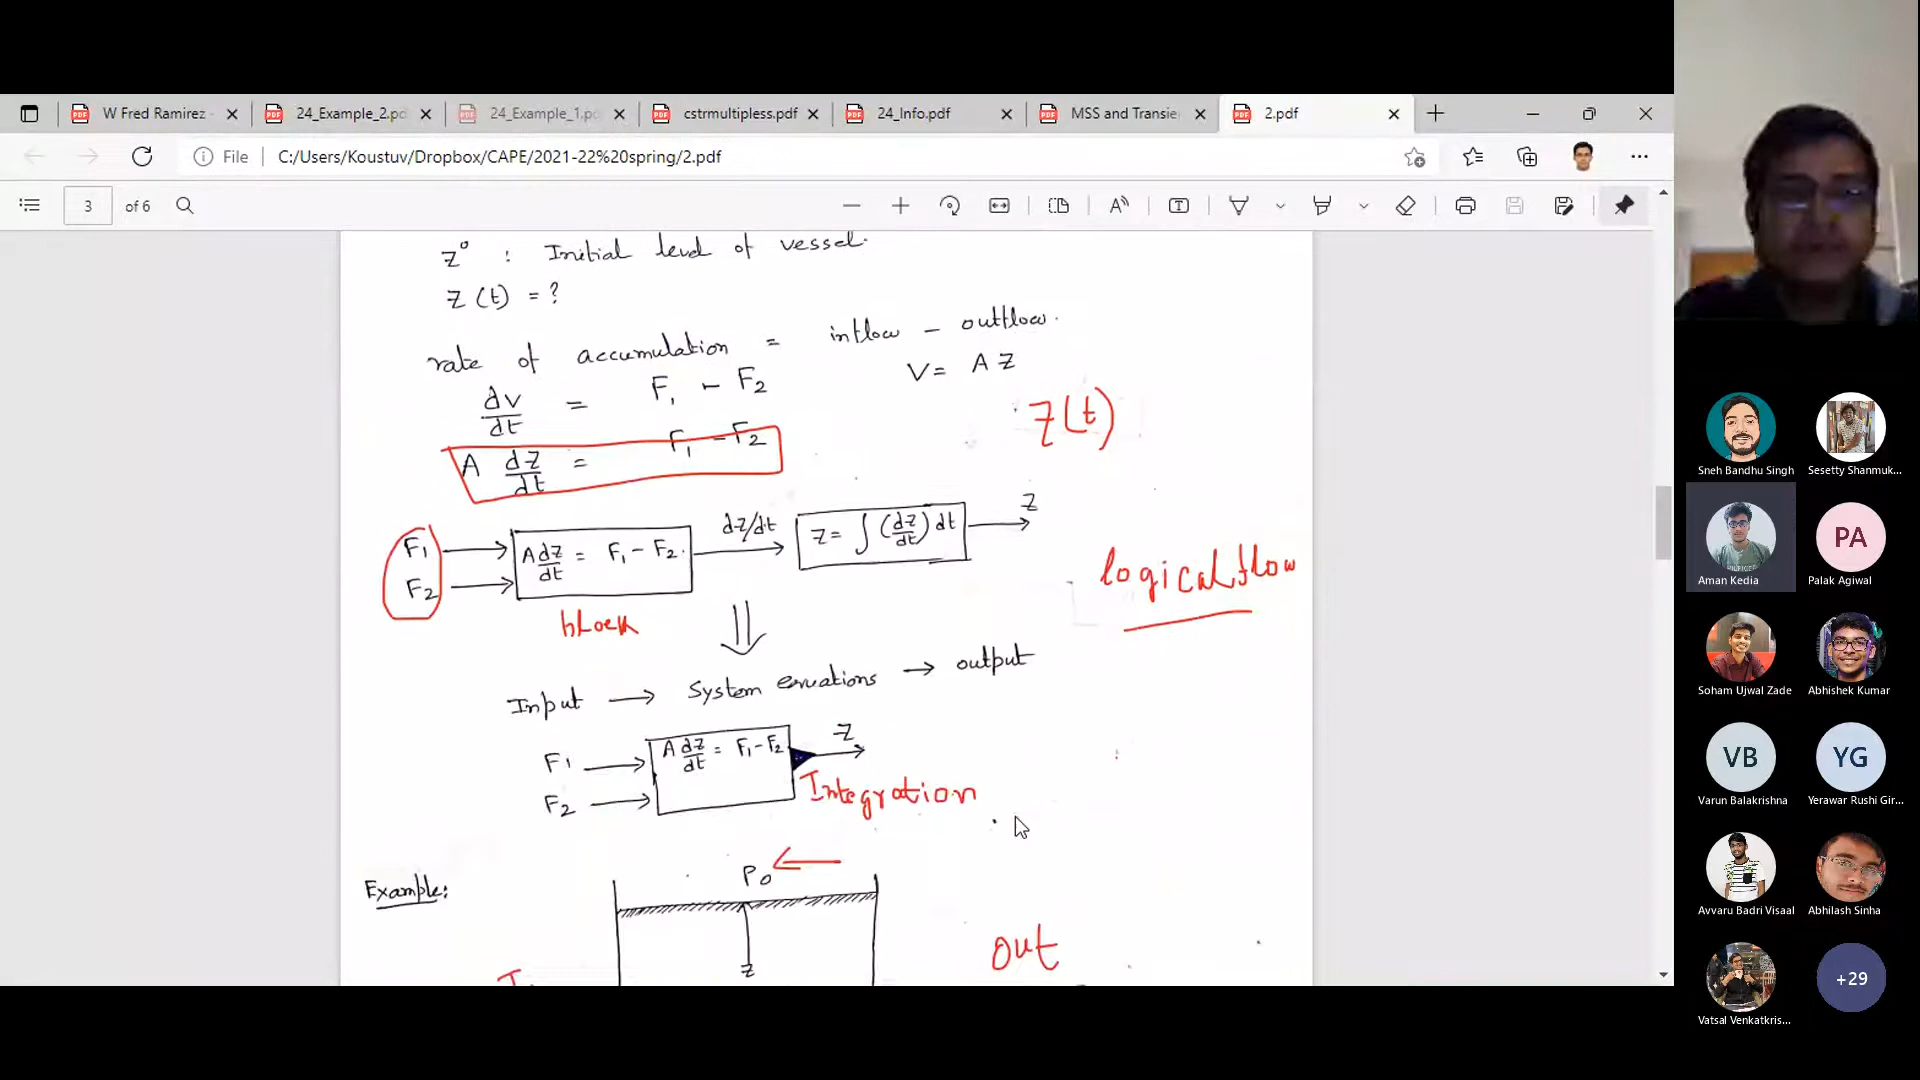 W Fred Ramirez -
24_Example_2.pd
24_Example_1.pd
cstrmultipless.pdf
24_Info.pdf
MSS and Transie
2.pdf
File
C:/Users/Koustuv/Dropbox/CAPE/2021-22%20spring/2.pdf
3
of 6
Z° : Initial level of vessel.
Z (t) = ?
rate of accumulation = inflow - outflow.
dV/dt = F1 - F2
V = A Z
Z(t)
A dZ/dt = F1 - F2
F1
F2
A dZ/dt = F1 - F2.
dZ/dt
Z = ∫ (dZ/dt) dt
Z
block
logical flow
Input → System equations → output
F1
F2
A dZ/dt = F1 - F2
Z
Integration
Example:
Po
Z
Out
I
Sneh Bandhu Singh
Sesetty Shanmuk...
Aman Kedia
PA
Palak Agiwal
Soham Ujwal Zade
Abhishek Kumar
VB
Varun Balakrishna
YG
Yerawar Rushi Gir...
Avvaru Badri Visaal
Abhilash Sinha
Vatsal Venkatkris...
+29